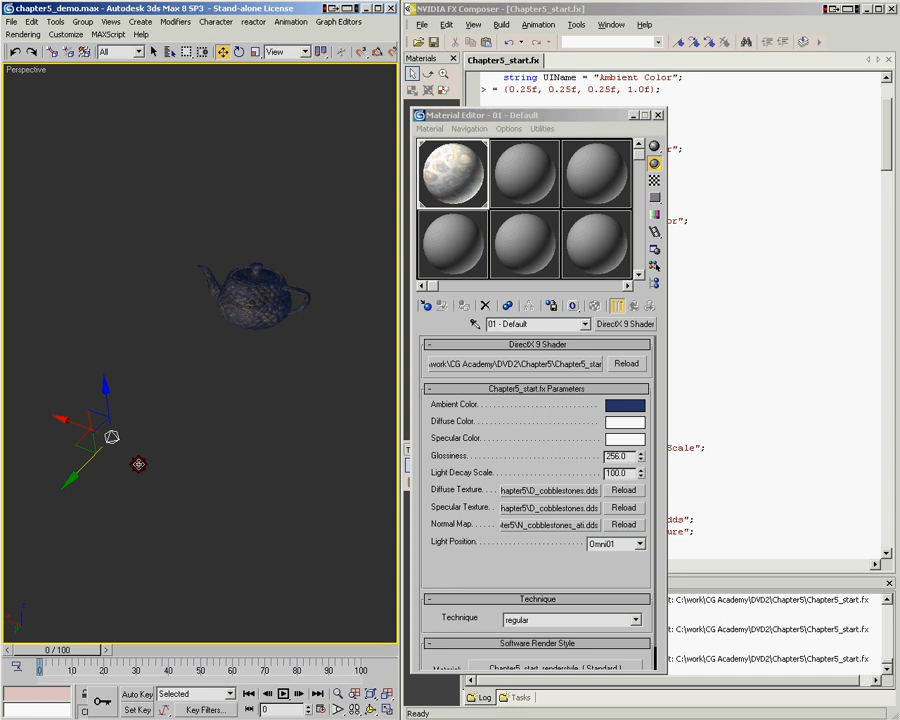 chapter5_demo.max - Autodesk 3ds Max 8 SP3 - Stand-alone License
File Edit Tools Group Views Create Modifiers Character reactor Animation Graph Editors
Rendering Customize MAXScript Help
All
View
Perspective
0 / 100
0 10 20 30 40 50 60 70 80 90 100
Auto Key Selected
Set Key Key Filters... 0
NVIDIA FX Composer - [Chapter5_start.fx]
File Edit View Build Animation Tools Window Help
Materials
Chapter5_start.fx
string UIName = "Ambient Color";
> = {0.25f, 0.25f, 0.25f, 1.0f};
r";
or";
Scale";
dds";
ure";
Material Editor - 01 - Default
Material Navigation Options Utilities
01 - Default DirectX 9 Shader
DirectX 9 Shader
\work\CG Academy\DVD2\Chapter5\Chapter5_star Reload
Chapter5_start.fx Parameters
Ambient Color
Diffuse Color
Specular Color
Glossiness 256.0
Light Decay Scale 100.0
Diffuse Texture hapter5\D_cobblestones.dds Reload
Specular Texture hapter5\D_cobblestones.dds Reload
Normal Map ter5\N_cobblestones_ati.dds Reload
Light Position Omni01
Technique
Technique regular
Software Render Style
Chapter5_start_renderstyle ( Standard )
t: C:\work\CG Academy\DVD2\Chapter5\Chapter5_start.fx
t: C:\work\CG Academy\DVD2\Chapter5\Chapter5_start.fx
t: C:\work\CG Academy\DVD2\Chapter5\Chapter5_start.fx
Log Tasks
Ready